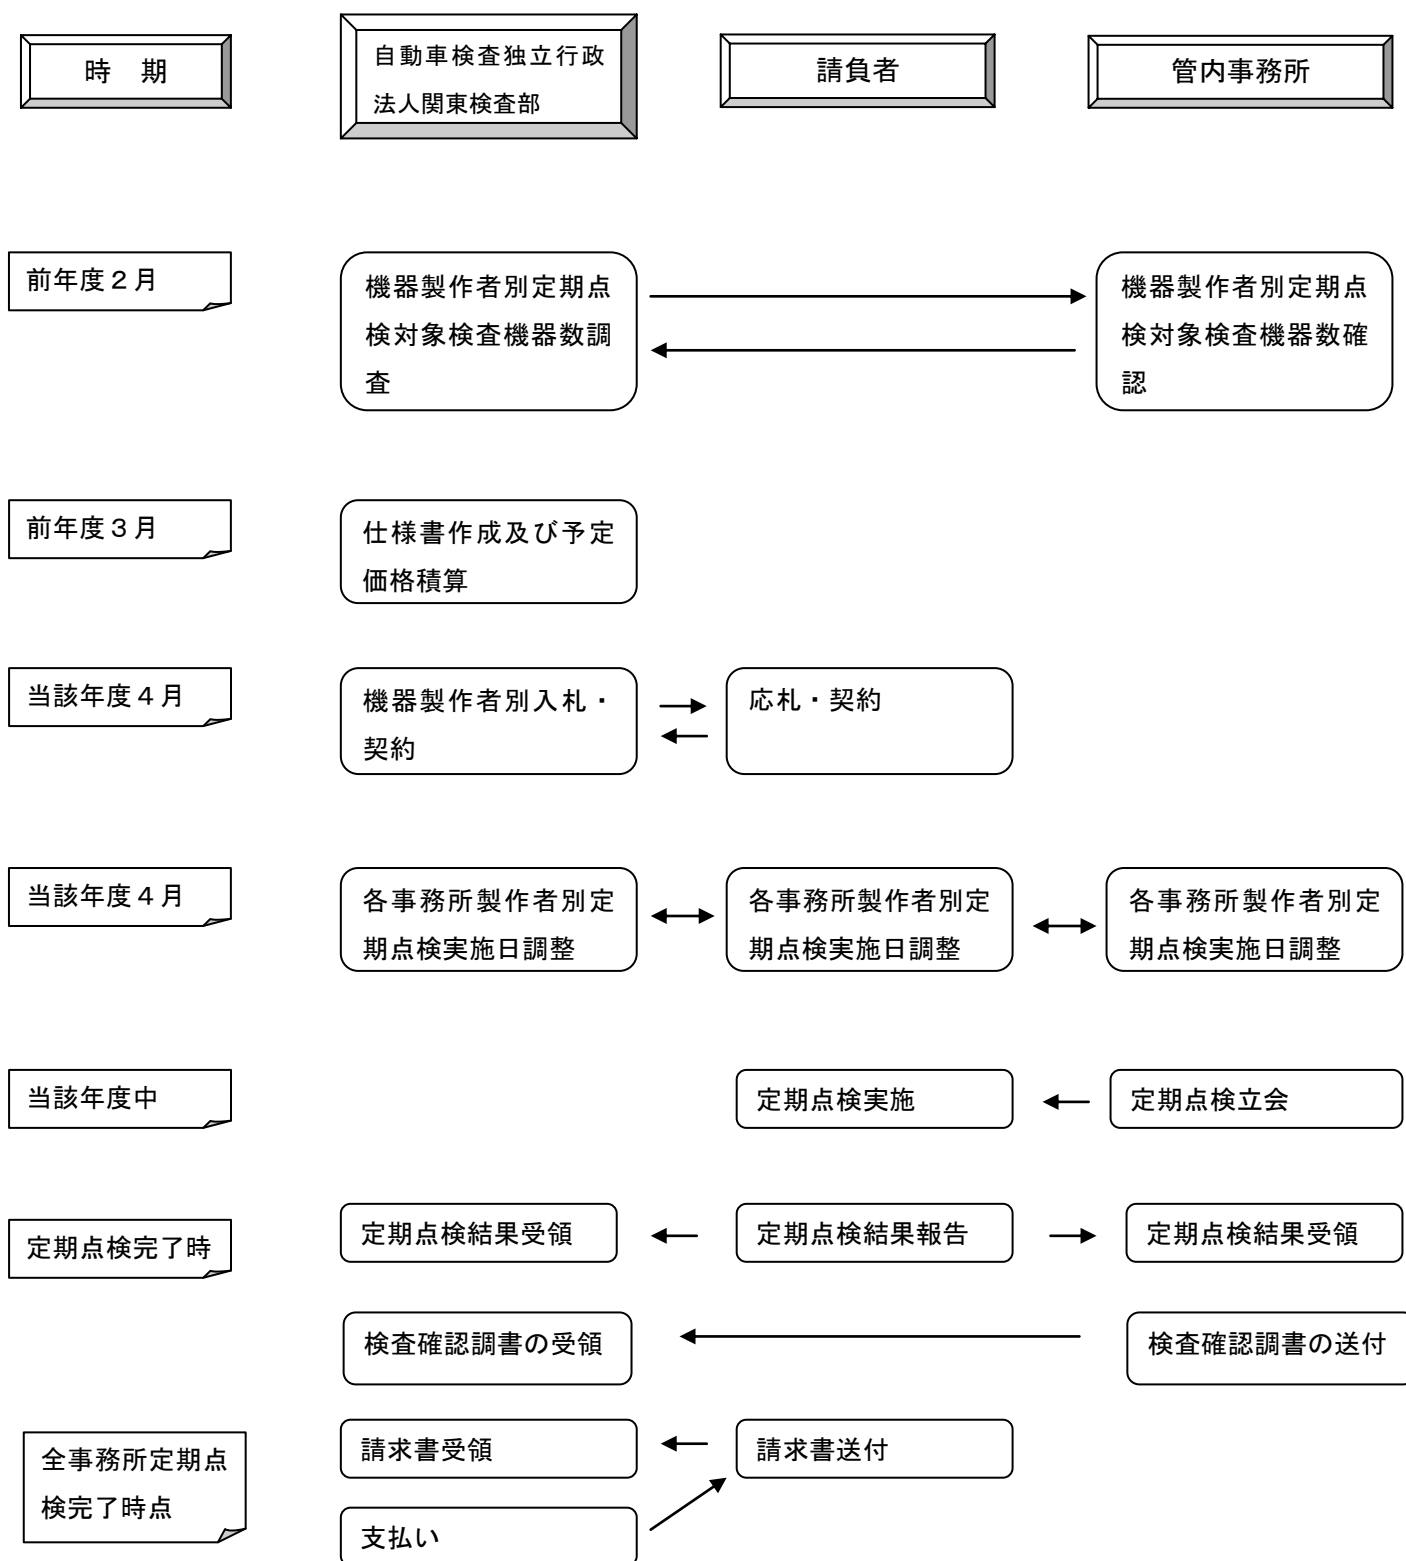 時　期
自動車検査独立行政
法人関東検査部
請負者
管内事務所
前年度２月
機器製作者別定期点
検対象検査機器数調
査
機器製作者別定期点
検対象検査機器数確
認
前年度３月
仕様書作成及び予定
価格積算
当該年度４月
機器製作者別入札・
契約
応札・契約
当該年度４月
各事務所製作者別定
期点検実施日調整
各事務所製作者別定
期点検実施日調整
各事務所製作者別定
期点検実施日調整
当該年度中
定期点検実施
定期点検立会
定期点検完了時
定期点検結果受領
定期点検結果報告
定期点検結果受領
検査確認調書の受領
検査確認調書の送付
全事務所定期点
検完了時点
請求書受領
請求書送付
支払い